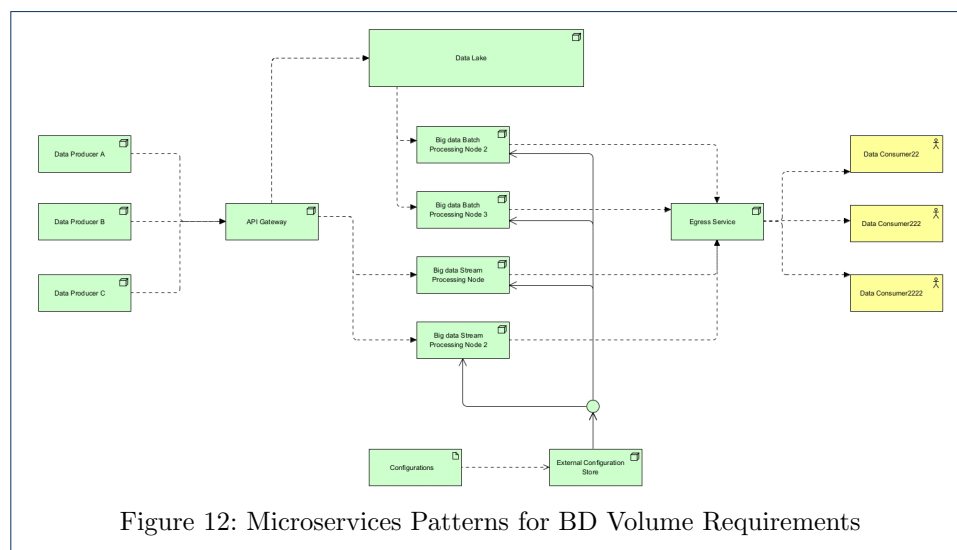 Data Lake
Big data Batch
Processing Node 2
Data Producer A
Data Consumer22
Big data Batch
Processing Node 3
Data Producer B
API Gateway
Egress Service
Data Consumer222
Big data Stream
Processing Node
Data Producer C
Data Consumer2222
Big data Stream
Processing Node 2
Configurations
External Configuration
Store
Figure 12: Microservices Patterns for BD Volume Requirements